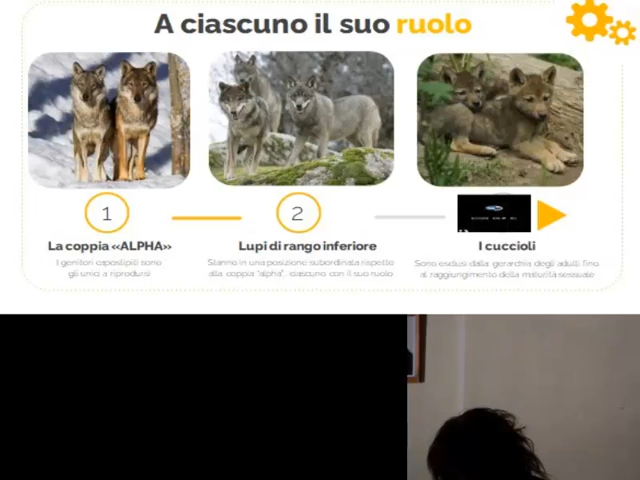 A ciascuno il suo ruolo
1
2
La coppia «ALPHA»
Lupi di rango inferiore
I cuccioli
I genitori capostipiti sono
gli unici a riprodursi
Stanno in una posizione subordinata rispetto
alla coppia "alpha", ciascuno con il suo ruolo
Sono esclusi dalla gerarchia degli adulti fino
al raggiungimento della maturità sessuale